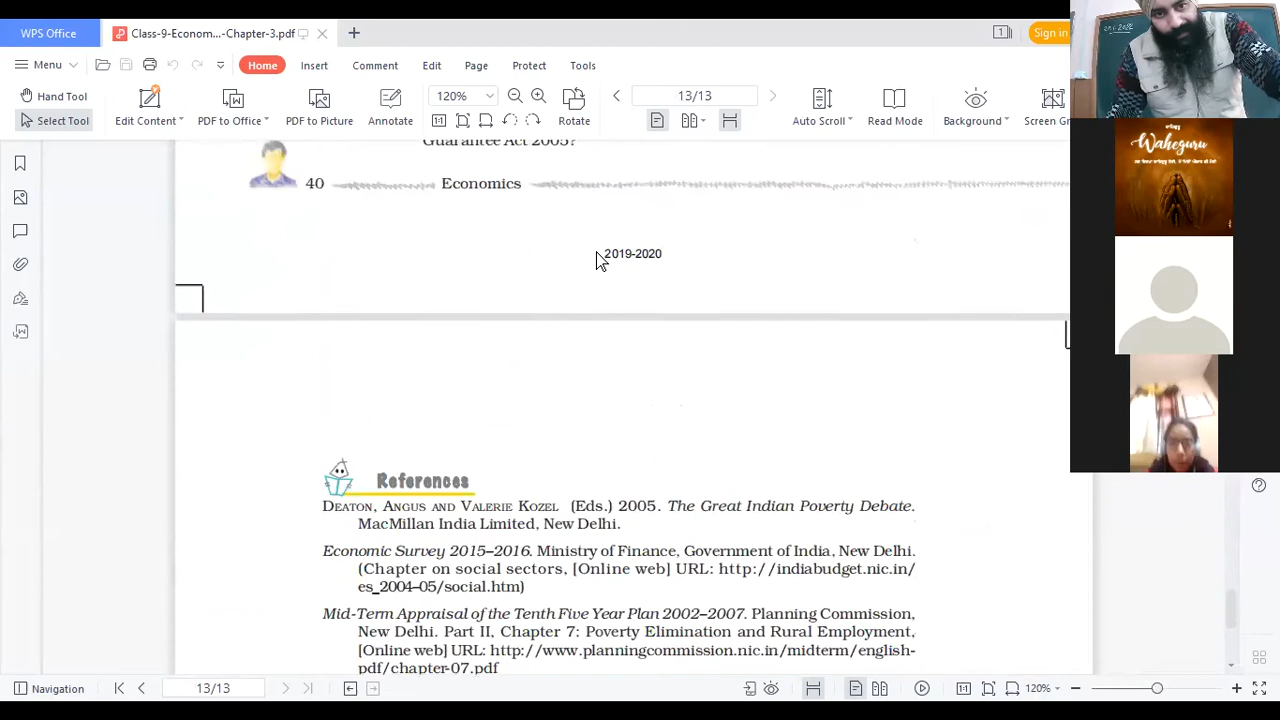 WPS Office
Class-9-Econom...-Chapter-3.pdf
1
Sign in
Menu
Home
Insert
Comment
Edit
Page
Protect
Tools
Hand Tool
Select Tool
Edit Content
PDF to Office
PDF to Picture
Annotate
120%
Rotate
13/13
Auto Scroll
Read Mode
Background
Screen Gr
Guarantee Act 2005?
40
Economics
2019-2020
References
DEATON, ANGUS AND VALERIE KOZEL (Eds.) 2005. The Great Indian Poverty Debate.
MacMillan India Limited, New Delhi.
Economic Survey 2015–2016. Ministry of Finance, Government of India, New Delhi.
(Chapter on social sectors, [Online web] URL: http://indiabudget.nic.in/
es_2004–05/social.htm)
Mid-Term Appraisal of the Tenth Five Year Plan 2002–2007. Planning Commission,
New Delhi. Part II, Chapter 7: Poverty Elimination and Rural Employment,
[Online web] URL: http://www.planningcommission.nic.in/midterm/english-
pdf/chapter-07.pdf
Waheguru
Navigation
13/13
120%